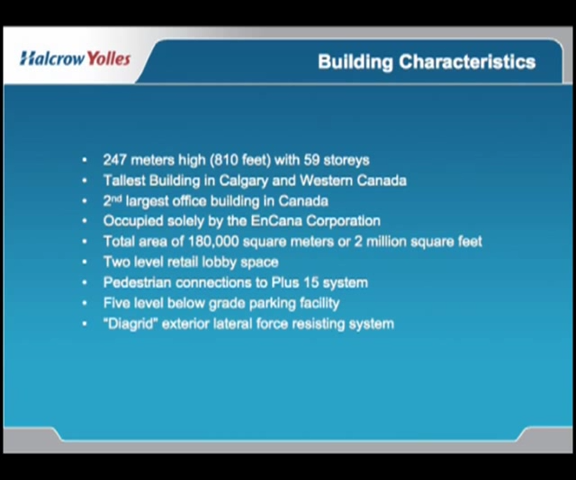 Halcrow Yolles
Building Characteristics
• 247 meters high (810 feet) with 59 storeys
• Tallest Building in Calgary and Western Canada
• 2nd largest office building in Canada
• Occupied solely by the EnCana Corporation
• Total area of 180,000 square meters or 2 million square feet
• Two level retail lobby space
• Pedestrian connections to Plus 15 system
• Five level below grade parking facility
• "Diagrid" exterior lateral force resisting system